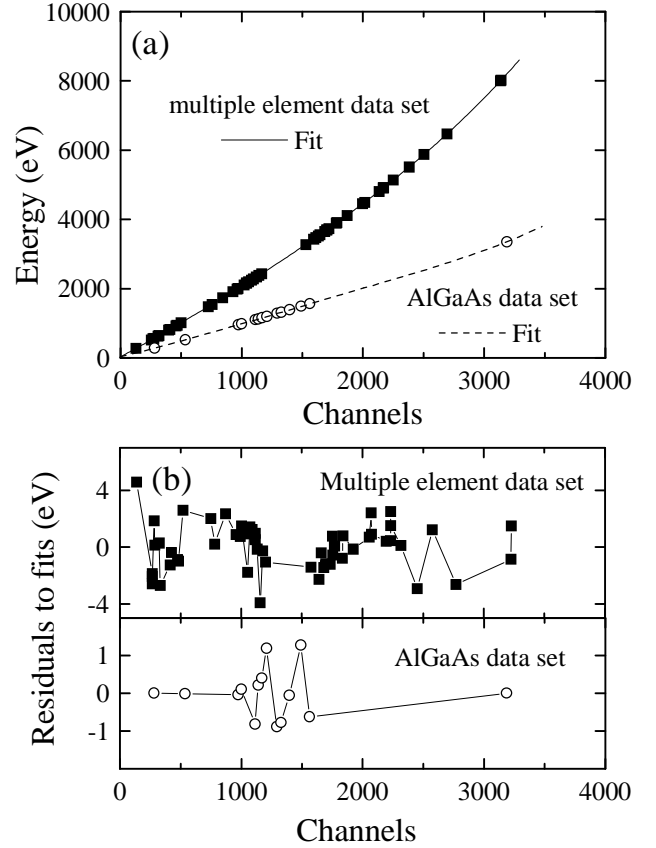 10000
8000
6000
4000
2000
0
Energy (eV)
(a)
multiple element data set
Fit
AlGaAs data set
Fit
0 1000 2000 3000 4000
Channels
Residuals to fits (eV)
4
0
-4
(b)
Multiple element data set
1
0
-1
AlGaAs data set
0 1000 2000 3000 4000
Channels